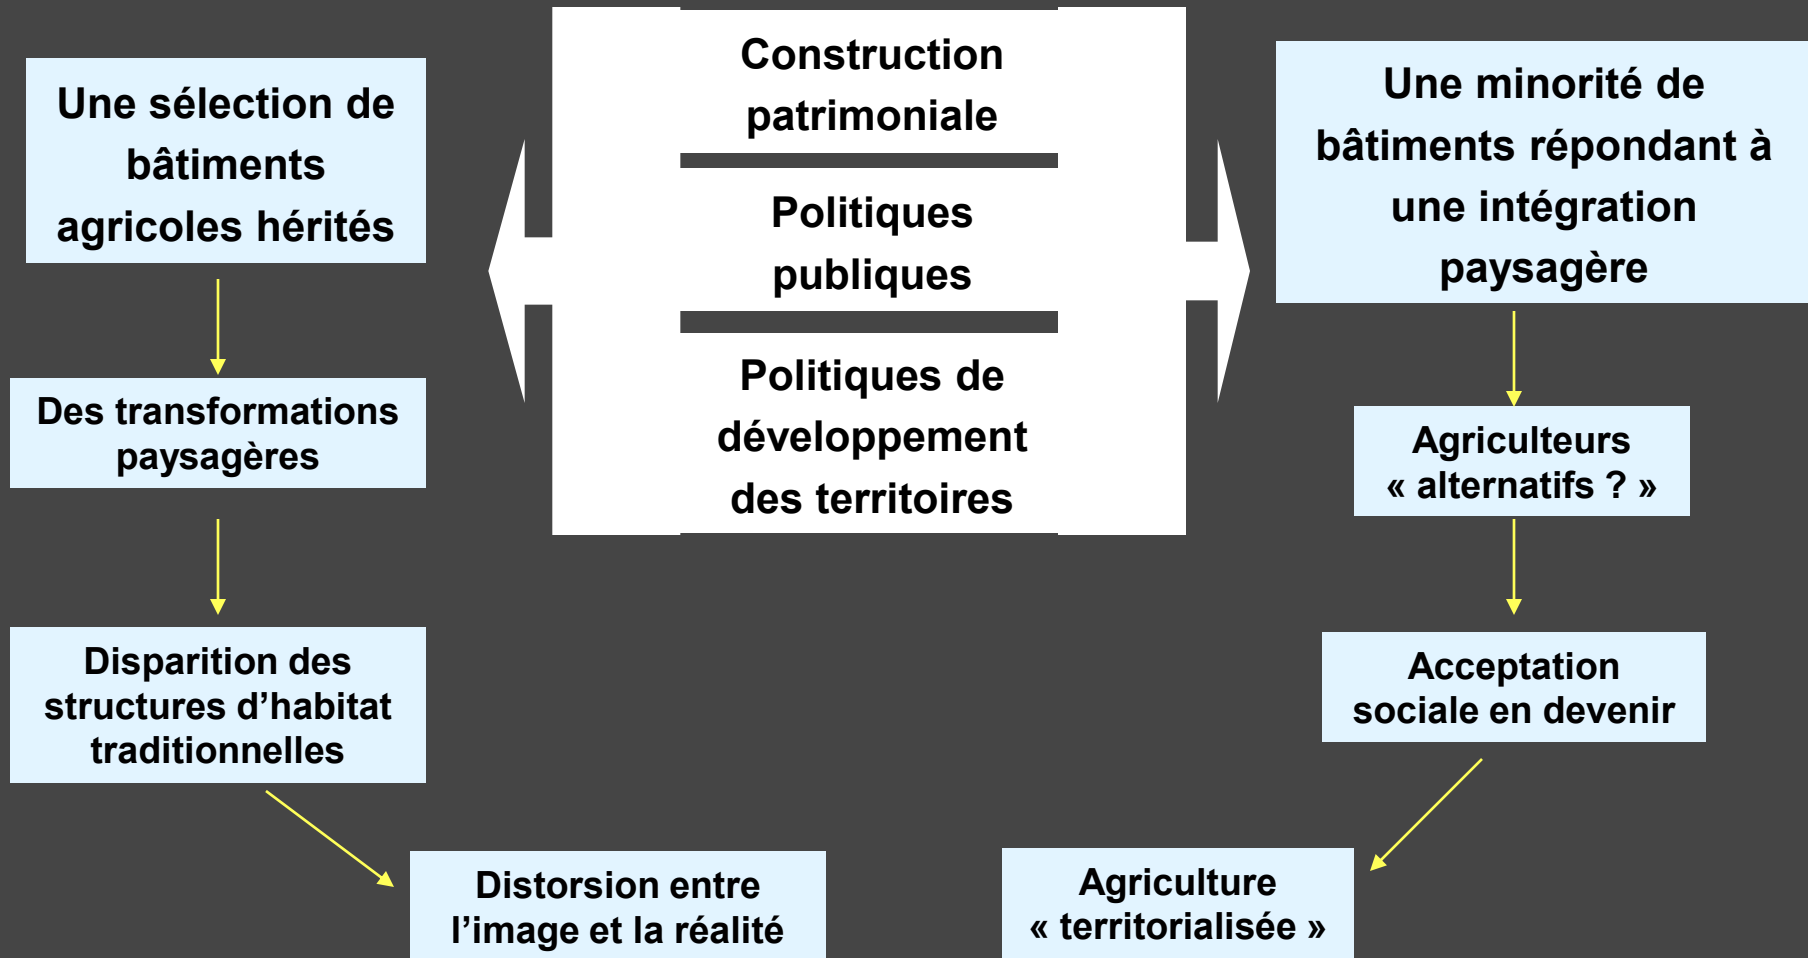 Une sélection de
bâtiments
agricoles hérités
Des transformations
paysagères
Disparition des
structures d’habitat
traditionnelles
Distorsion entre
l’image et la réalité
Construction
patrimoniale
Politiques
publiques
Politiques de
développement
des territoires
Une minorité de
bâtiments répondant à
une intégration
paysagère
Agriculteurs
« alternatifs ? »
Acceptation
sociale en devenir
Agriculture
« territorialisée »